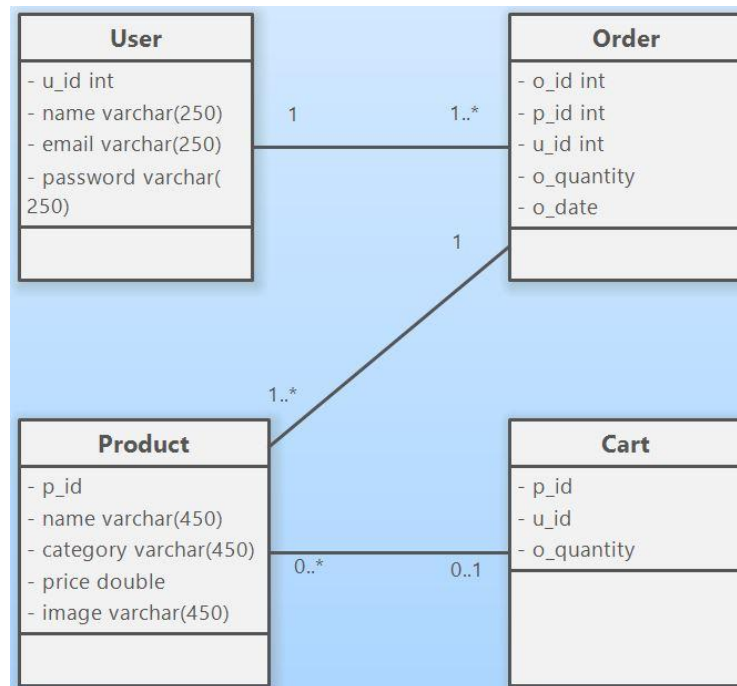 User
- u_id int
- name varchar(250)
- email varchar(250)
- password varchar(
250)
1
1..*
Order
- o_id int
- p_id int
- u_id int
- o_quantity
- o_date
1
1..*
Product
- p_id
- name varchar(450)
- category varchar(450)
- price double
- image varchar(450)
0..*
0..1
Cart
- p_id
- u_id
- o_quantity